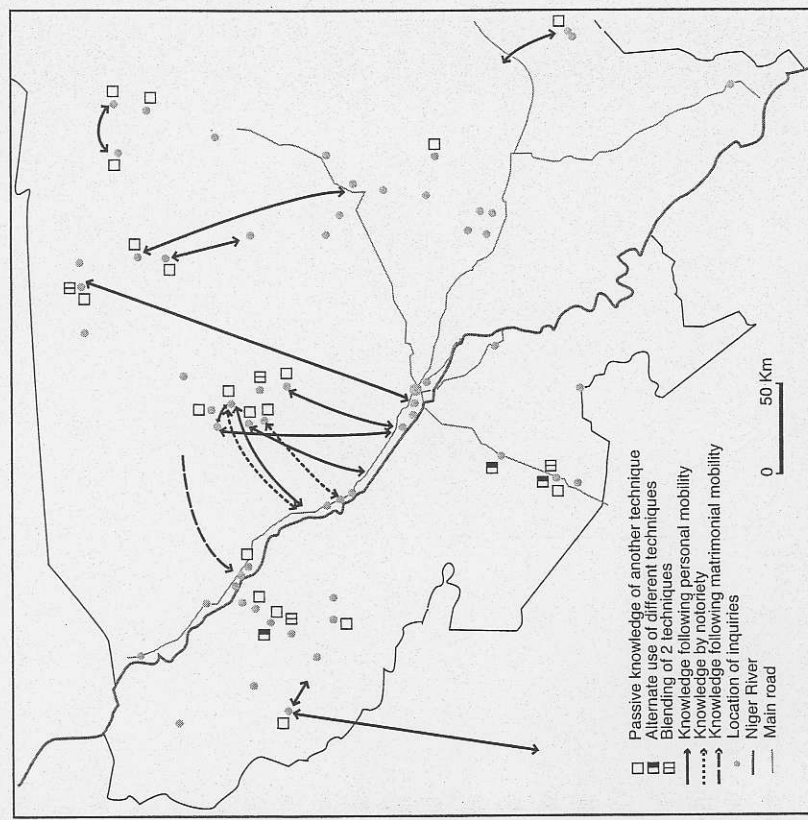 Passive knowledge of another technique
Alternate use of different techniques
Blending of 2 techniques
Knowledge following personal mobility
Knowledge by notoriety
Knowledge following matrimonial mobility
Location of inquiries
Niger River
Main road
0 50 Km